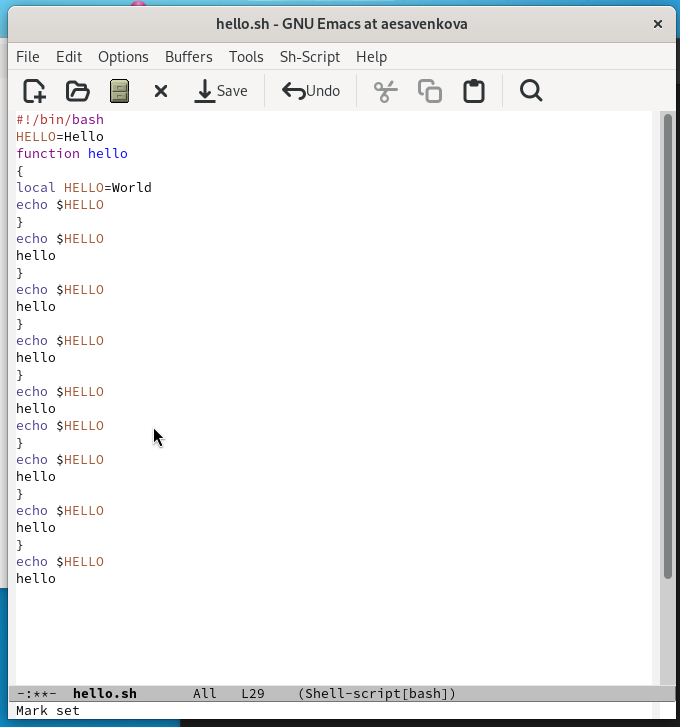 hello.sh - GNU Emacs at aesavenkova ×
File Edit Options Buffers Tools Sh-Script Help
Save Undo
#!/bin/bash
HELLO=Hello
function hello
{
local HELLO=World
echo $HELLO
}
echo $HELLO
hello
}
echo $HELLO
hello
}
echo $HELLO
hello
}
echo $HELLO
hello
echo $HELLO
}
echo $HELLO
hello
}
echo $HELLO
hello
}
echo $HELLO
hello
-:**- hello.sh All L29 (Shell-script[bash])
Mark set